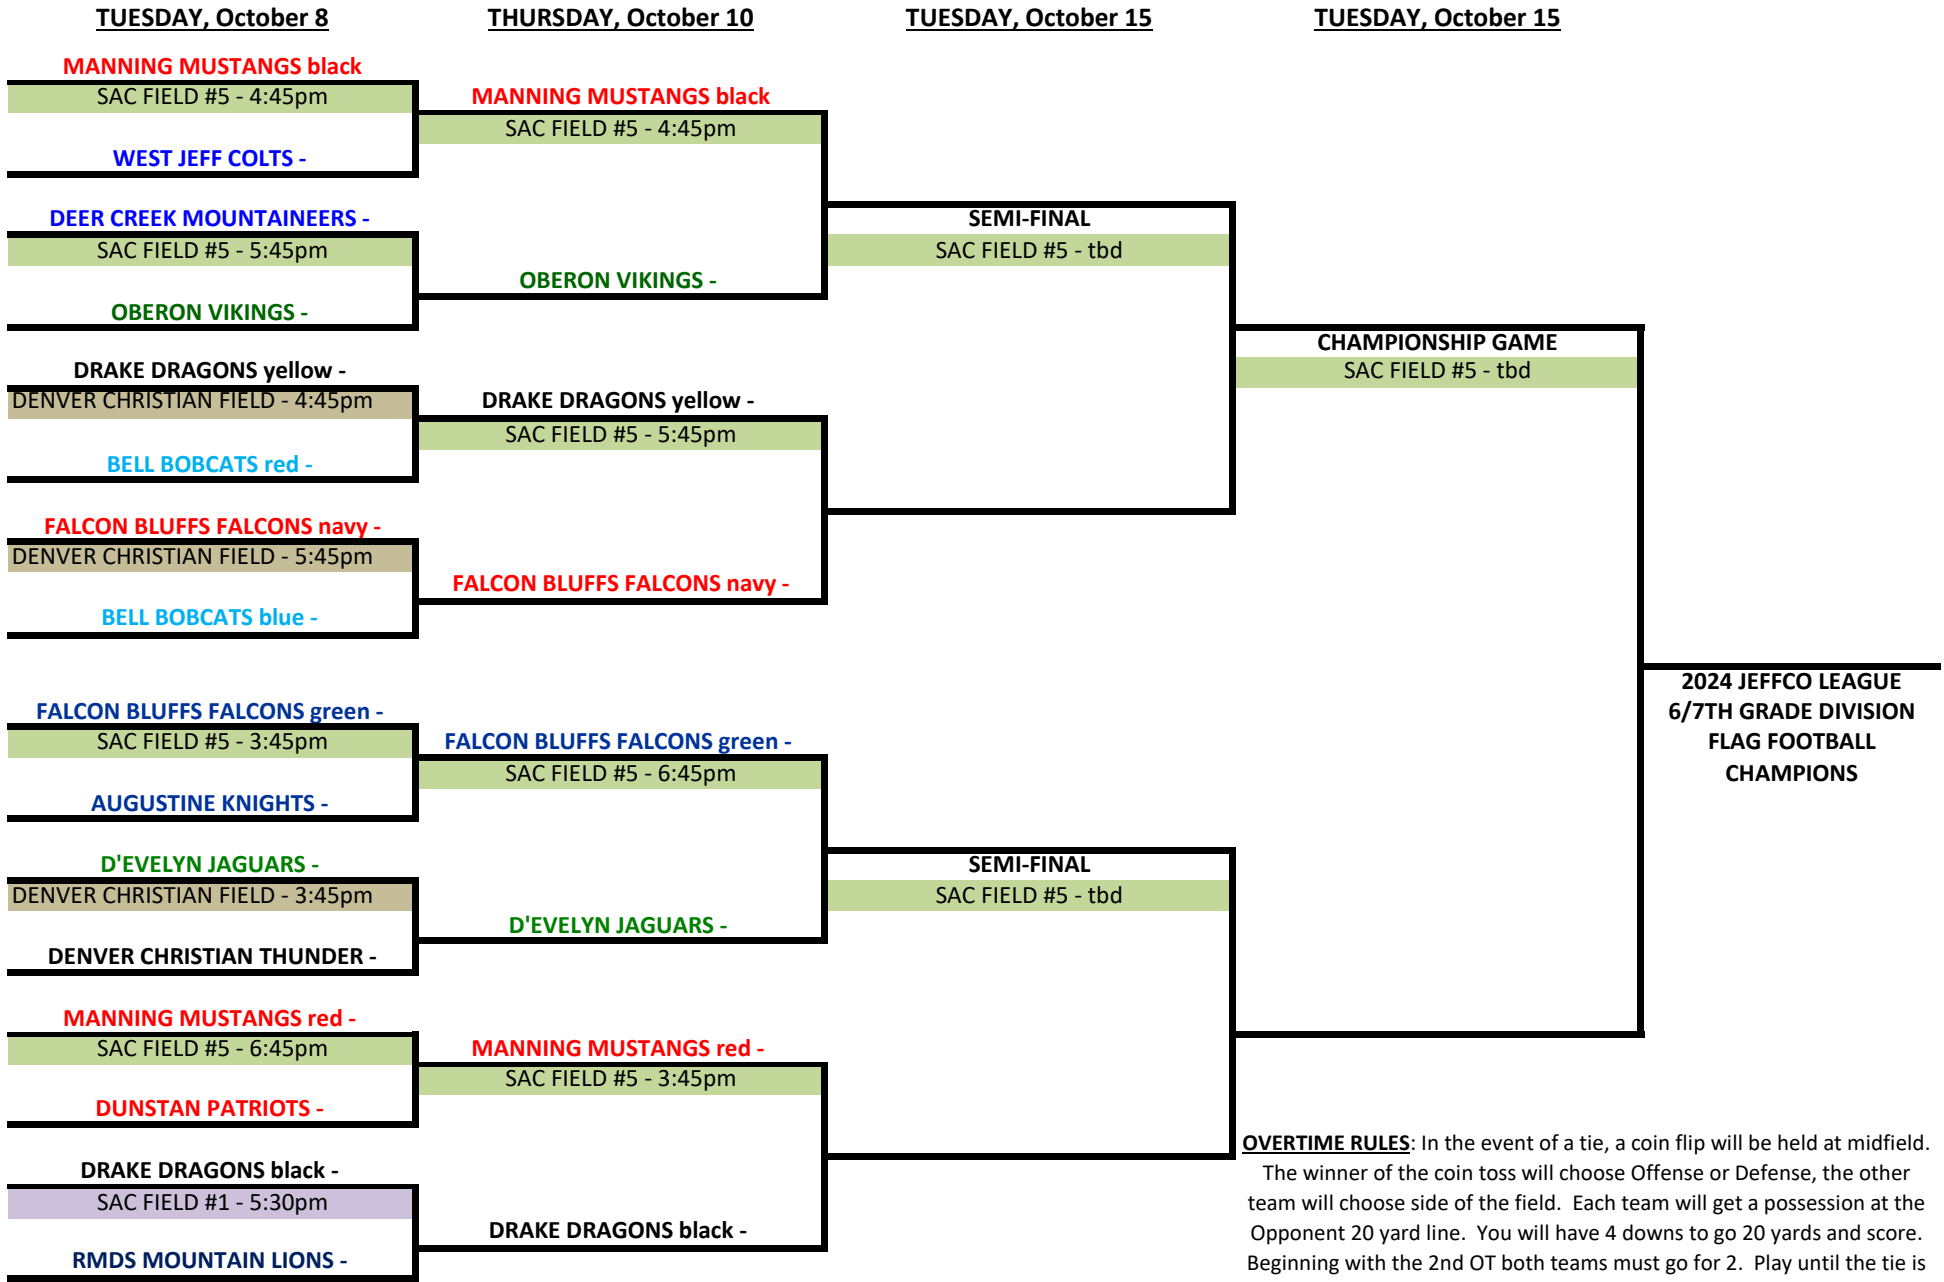 TUESDAY, October 8
THURSDAY, October 10
TUESDAY, October 15
TUESDAY, October 15
MANNING MUSTANGS black
SAC FIELD #5 - 4:45pm
WEST JEFF COLTS -
DEER CREEK MOUNTAINEERS -
SAC FIELD #5 - 5:45pm
OBERON VIKINGS -
DRAKE DRAGONS yellow -
DENVER CHRISTIAN FIELD - 4:45pm
BELL BOBCATS red -
FALCON BLUFFS FALCONS navy -
DENVER CHRISTIAN FIELD - 5:45pm
BELL BOBCATS blue -
FALCON BLUFFS FALCONS green -
SAC FIELD #5 - 3:45pm
AUGUSTINE KNIGHTS -
D'EVELYN JAGUARS -
DENVER CHRISTIAN FIELD - 3:45pm
DENVER CHRISTIAN THUNDER -
MANNING MUSTANGS red -
SAC FIELD #5 - 6:45pm
DUNSTAN PATRIOTS -
DRAKE DRAGONS black -
SAC FIELD #1 - 5:30pm
RMDS MOUNTAIN LIONS -
MANNING MUSTANGS black
SAC FIELD #5 - 4:45pm
OBERON VIKINGS -
DRAKE DRAGONS yellow -
SAC FIELD #5 - 5:45pm
FALCON BLUFFS FALCONS navy -
FALCON BLUFFS FALCONS green -
SAC FIELD #5 - 6:45pm
D'EVELYN JAGUARS -
MANNING MUSTANGS red -
SAC FIELD #5 - 3:45pm
DRAKE DRAGONS black -
SEMI-FINAL
SAC FIELD #5 - tbd
SEMI-FINAL
SAC FIELD #5 - tbd
CHAMPIONSHIP GAME
SAC FIELD #5 - tbd
2024 JEFFCO LEAGUE
6/7TH GRADE DIVISION
FLAG FOOTBALL
CHAMPIONS
OVERTIME RULES: In the event of a tie, a coin flip will be held at midfield.
The winner of the coin toss will choose Offense or Defense, the other
team will choose side of the field. Each team will get a possession at the
Opponent 20 yard line. You will have 4 downs to go 20 yards and score.
Beginning with the 2nd OT both teams must go for 2. Play until the tie is